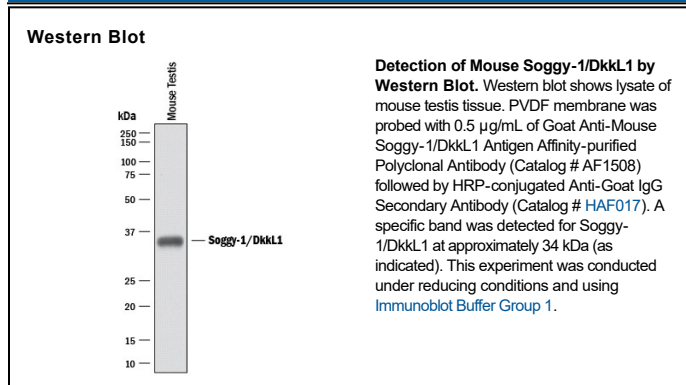 Western Blot
Mouse Testis
kDa
250
150
100
75
50
37
Soggy-1/DkkL1
25
20
15
10
Detection of Mouse Soggy-1/DkkL1 by
Western Blot. Western blot shows lysate of
mouse testis tissue. PVDF membrane was
probed with 0.5 µg/mL of Goat Anti-Mouse
Soggy-1/DkkL1 Antigen Affinity-purified
Polyclonal Antibody (Catalog # AF1508)
followed by HRP-conjugated Anti-Goat IgG
Secondary Antibody (Catalog # HAF017). A
specific band was detected for Soggy-
1/DkkL1 at approximately 34 kDa (as
indicated). This experiment was conducted
under reducing conditions and using
Immunoblot Buffer Group 1.